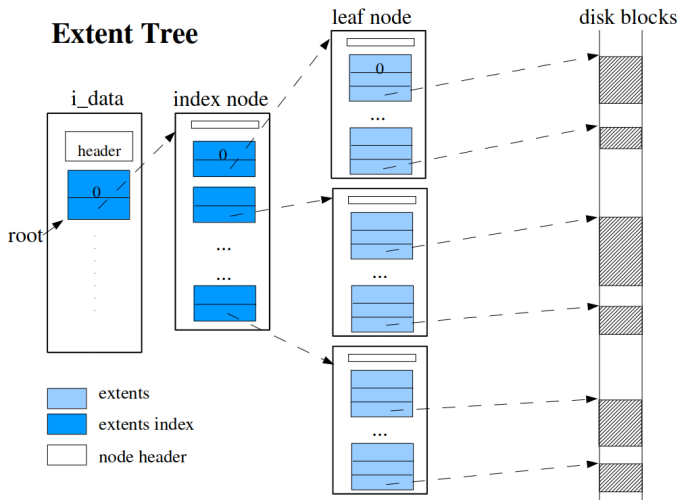 Extent Tree
leaf node
disk blocks
i_data
index node
header
0
0
0
...
root
...
...
...
...
extents
extents index
node header